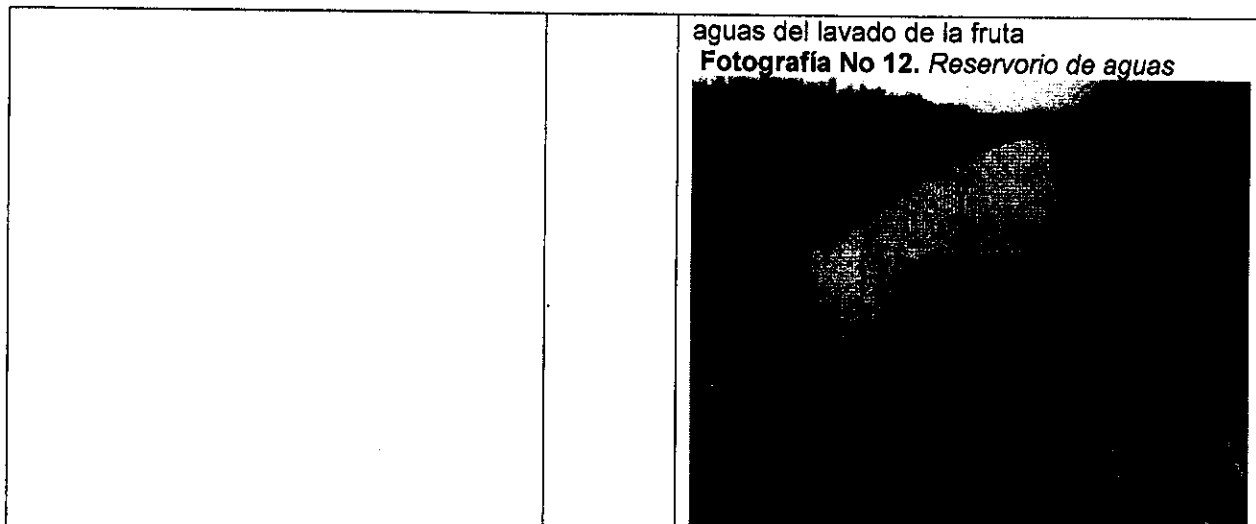 aguas del lavado de la fruta
Fotografía No 12. Reservorio de aguas